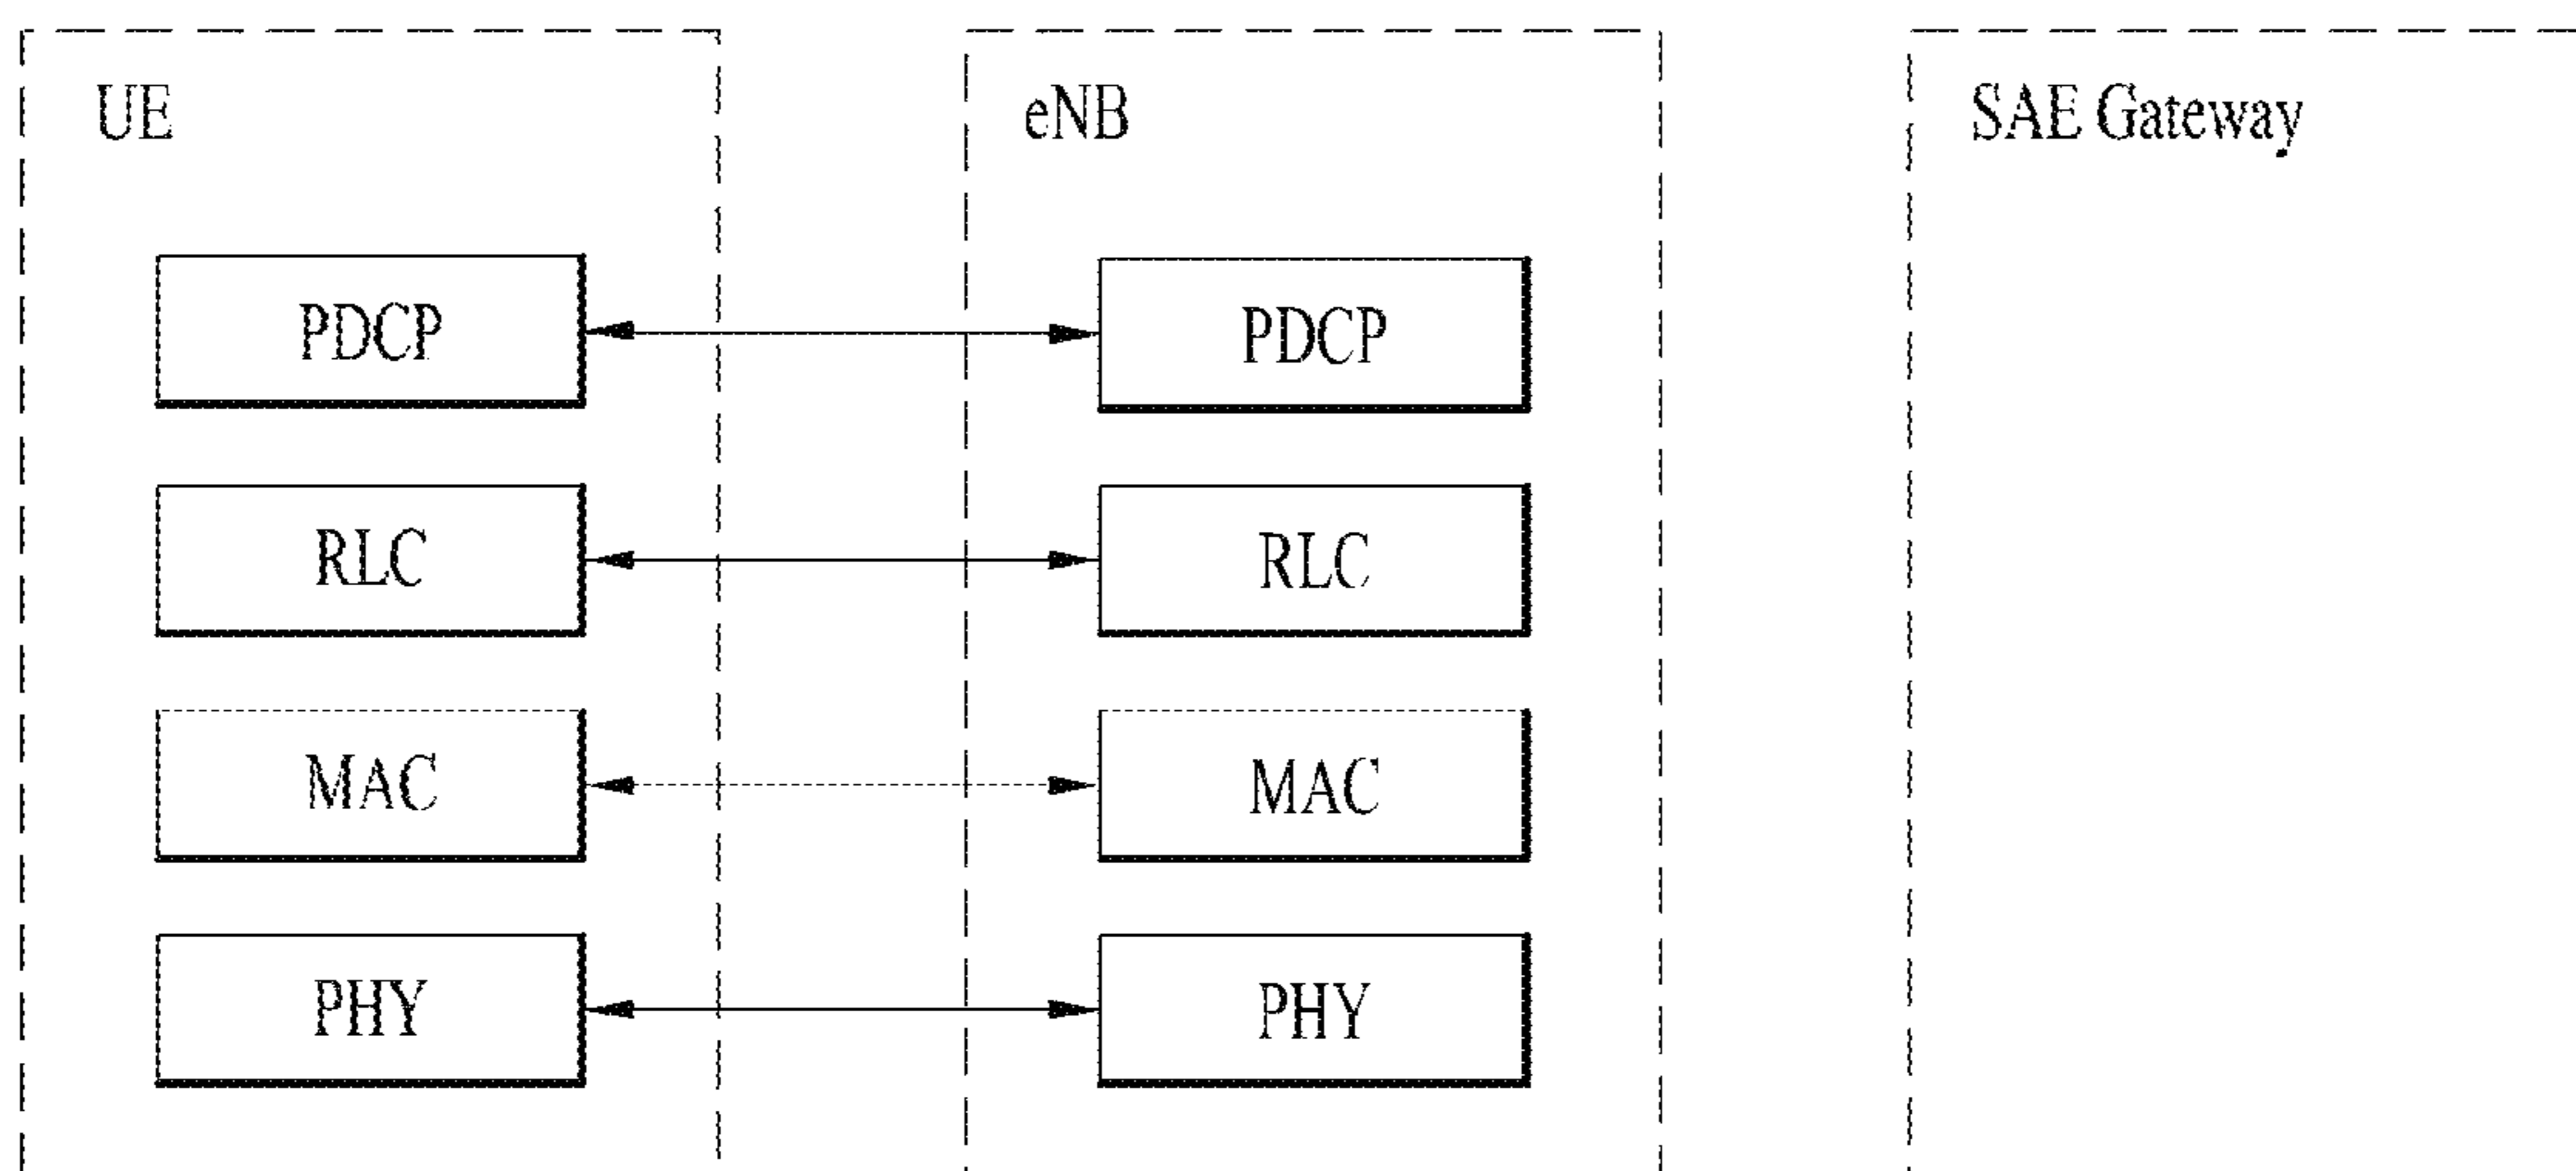 UE
eNB
SAE Gateway
PDCP
PDCP
RLC
RLC
MAC
MAC
PHY
PHY